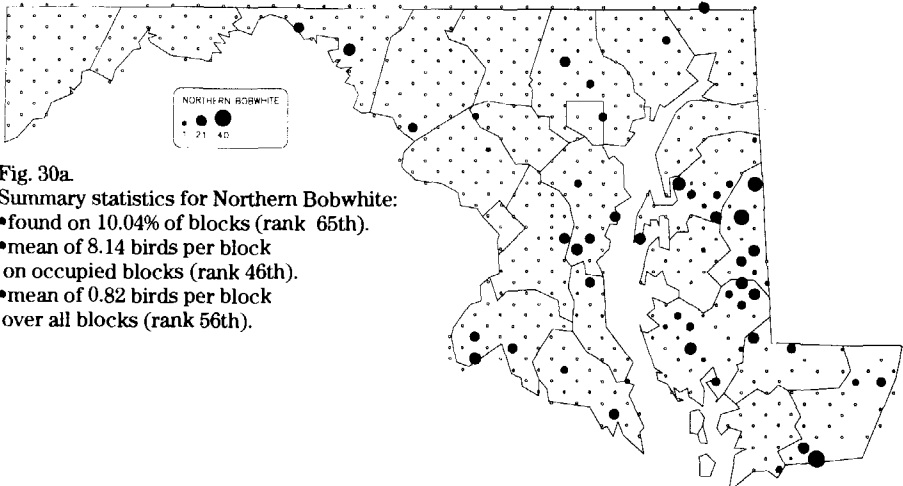 NORTHERN BOBWHITE
1 21 40
Fig. 30a.
Summary statistics for Northern Bobwhite:
•found on 10.04% of blocks (rank 65th).
•mean of 8.14 birds per block
on occupied blocks (rank 46th).
•mean of 0.82 birds per block
over all blocks (rank 56th).